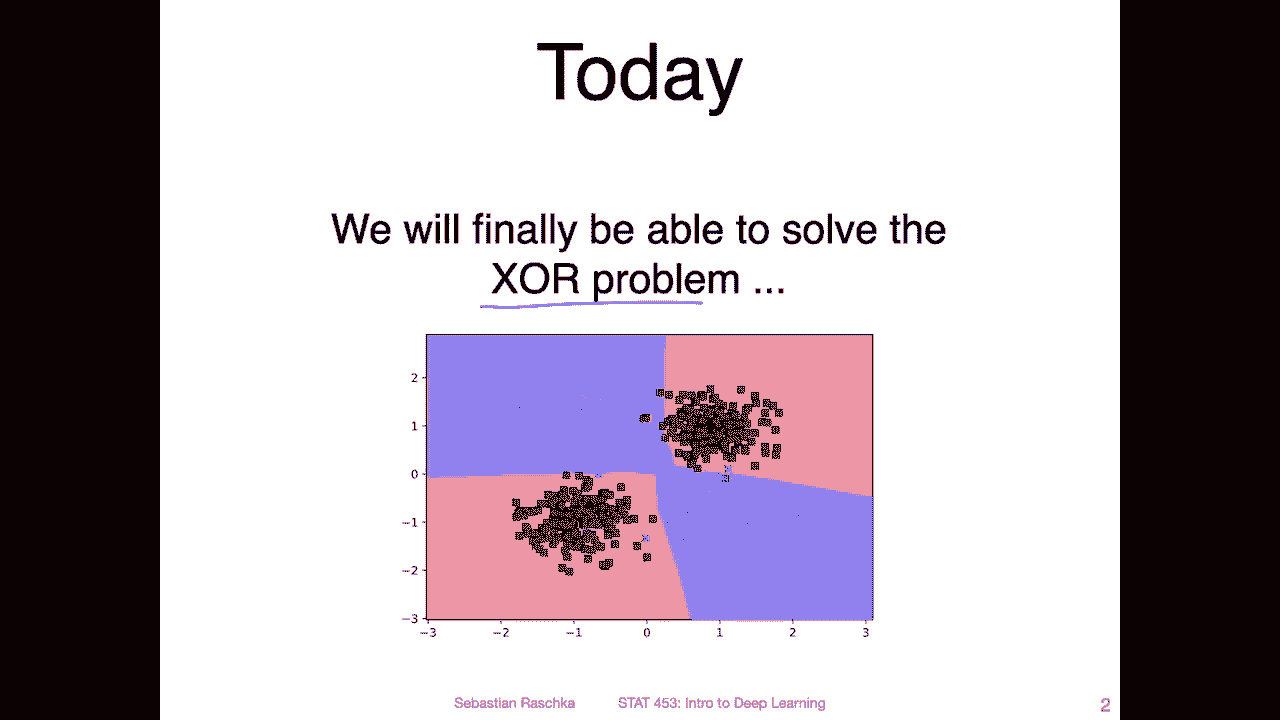 Today
We will finally be able to solve the
XOR problem ...
2
1
0
−1
−2
−3
−3 −2 −1 0 1 2 3
Sebastian Raschka STAT 453: Intro to Deep Learning 2